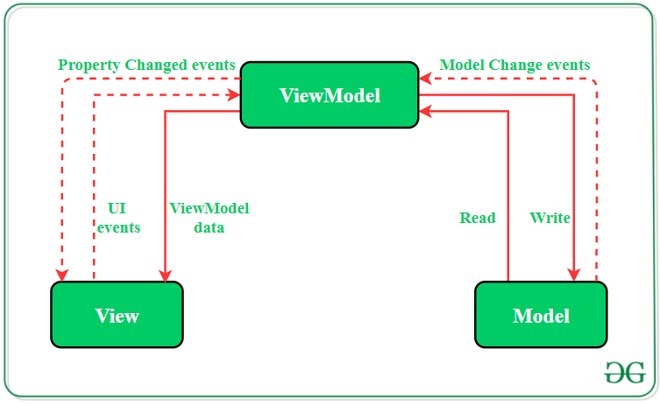 Property Changed events
Model Change events
ViewModel
UI
events
ViewModel
data
Read
Write
View
Model